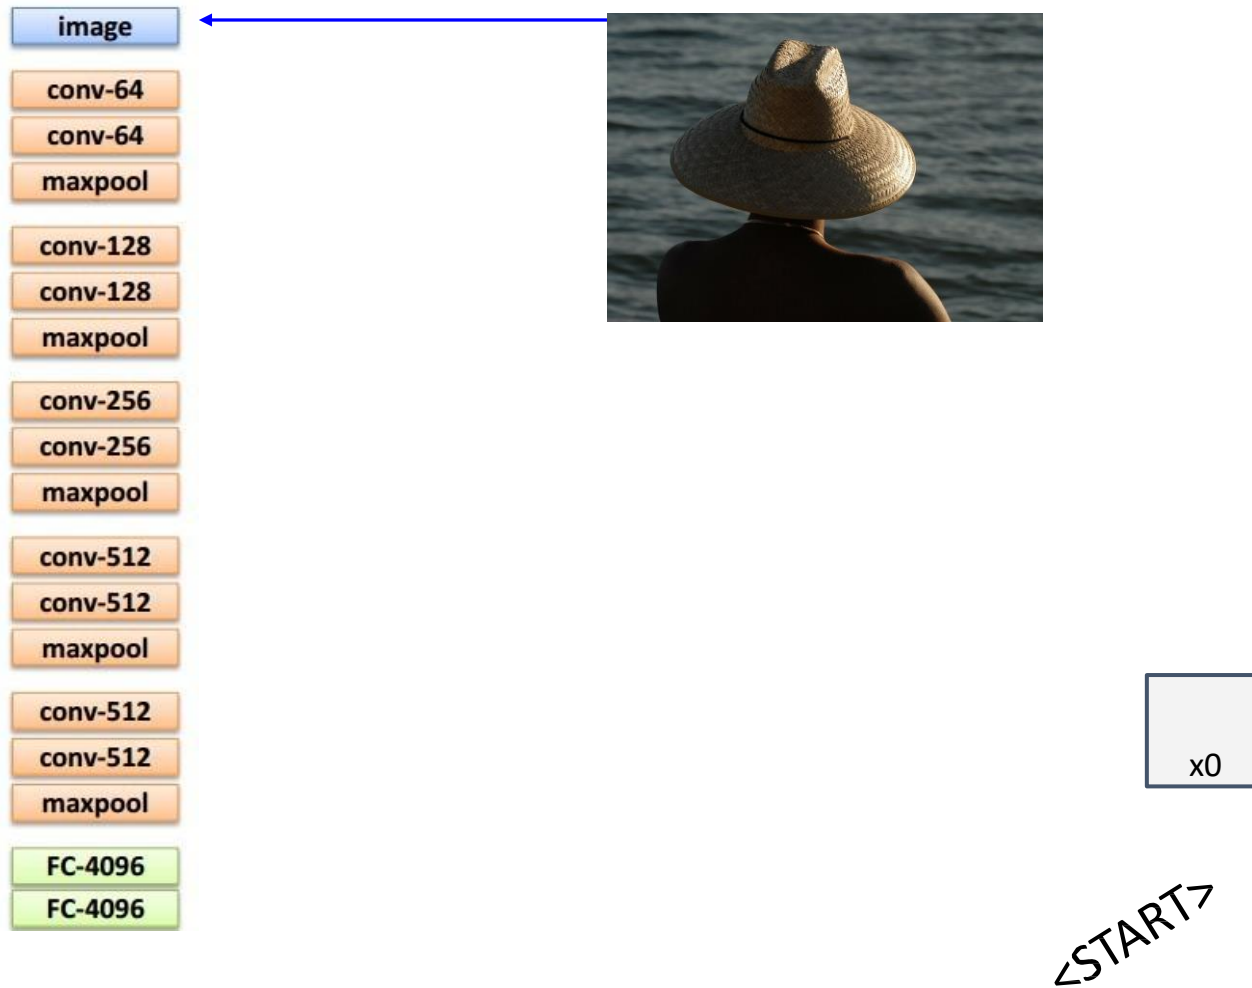 image
conv-64
conv-64
maxpool
conv-128
conv-128
maxpool
conv-256
conv-256
maxpool
conv-512
conv-512
maxpool
conv-512
conv-512
maxpool
FC-4096
FC-4096
x0
<START>